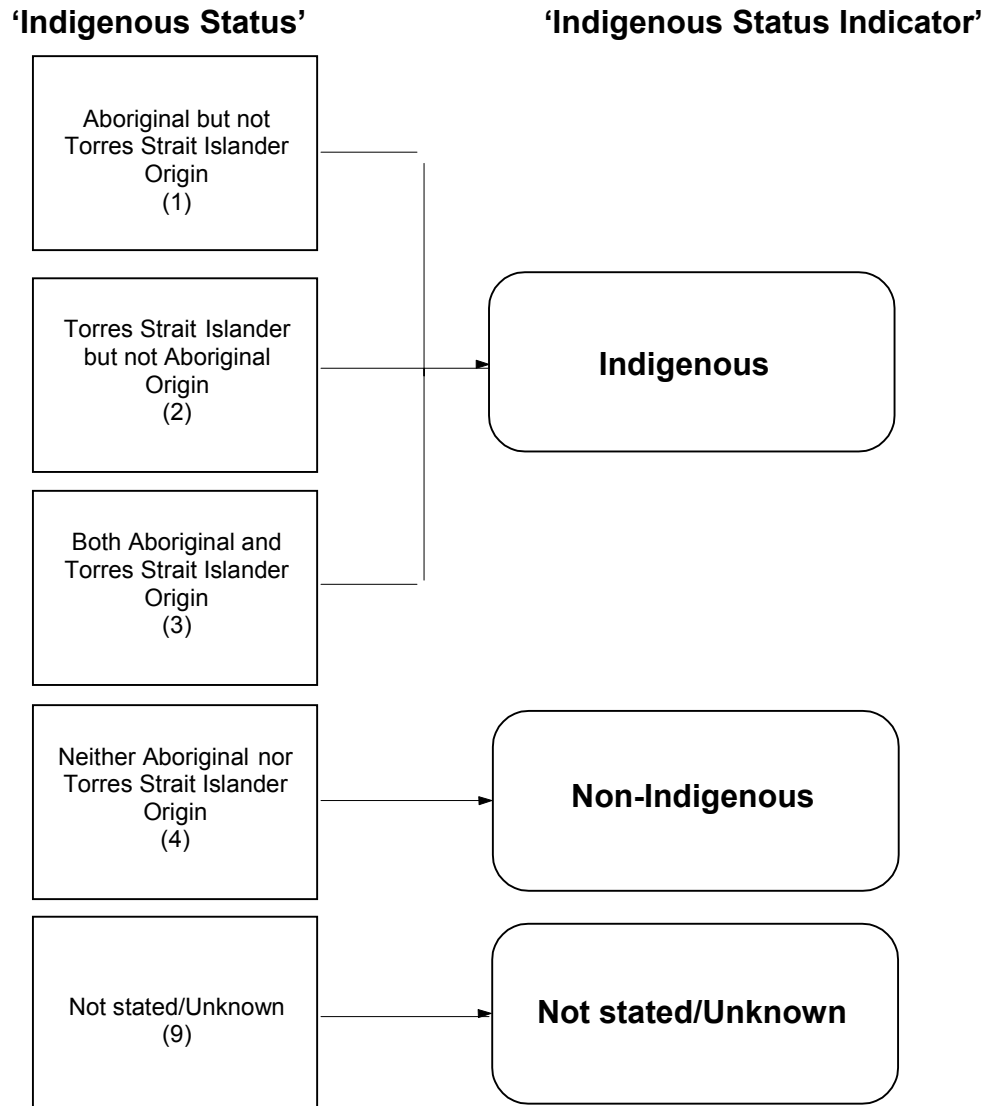 ‘Indigenous Status’
‘Indigenous Status Indicator’
Aboriginal but not
Torres Strait Islander
Origin
(1)
Torres Strait Islander
but not Aboriginal
Origin
(2)
Indigenous
Both Aboriginal and
Torres Strait Islander
Origin
(3)
Neither Aboriginal nor
Torres Strait Islander
Origin
(4)
Non-Indigenous
Not stated/Unknown
(9)
Not stated/Unknown